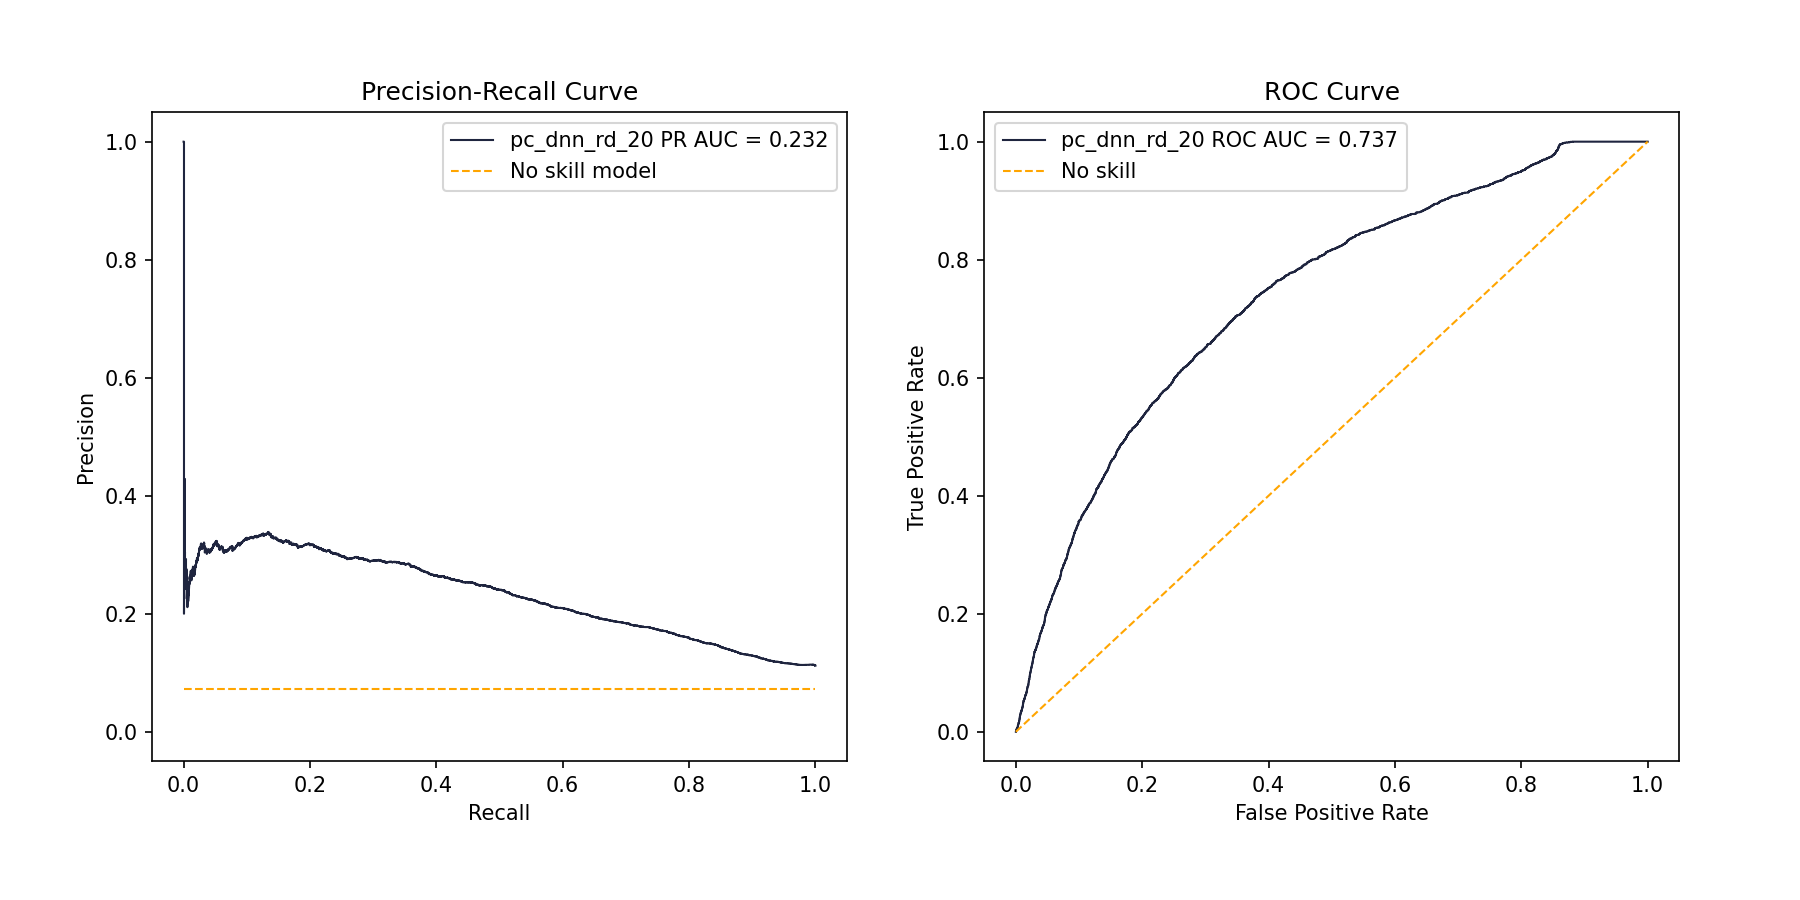 Precision-Recall Curve
pc_dnn_rd_20 PR AUC = 0.232
No skill model
1.0
0.8
0.6
0.4
0.2
0.0
Precision
0.0 0.2 0.4 0.6 0.8 1.0
Recall
ROC Curve
pc_dnn_rd_20 ROC AUC = 0.737
No skill
1.0
0.8
0.6
0.4
0.2
0.0
True Positive Rate
0.0 0.2 0.4 0.6 0.8 1.0
False Positive Rate